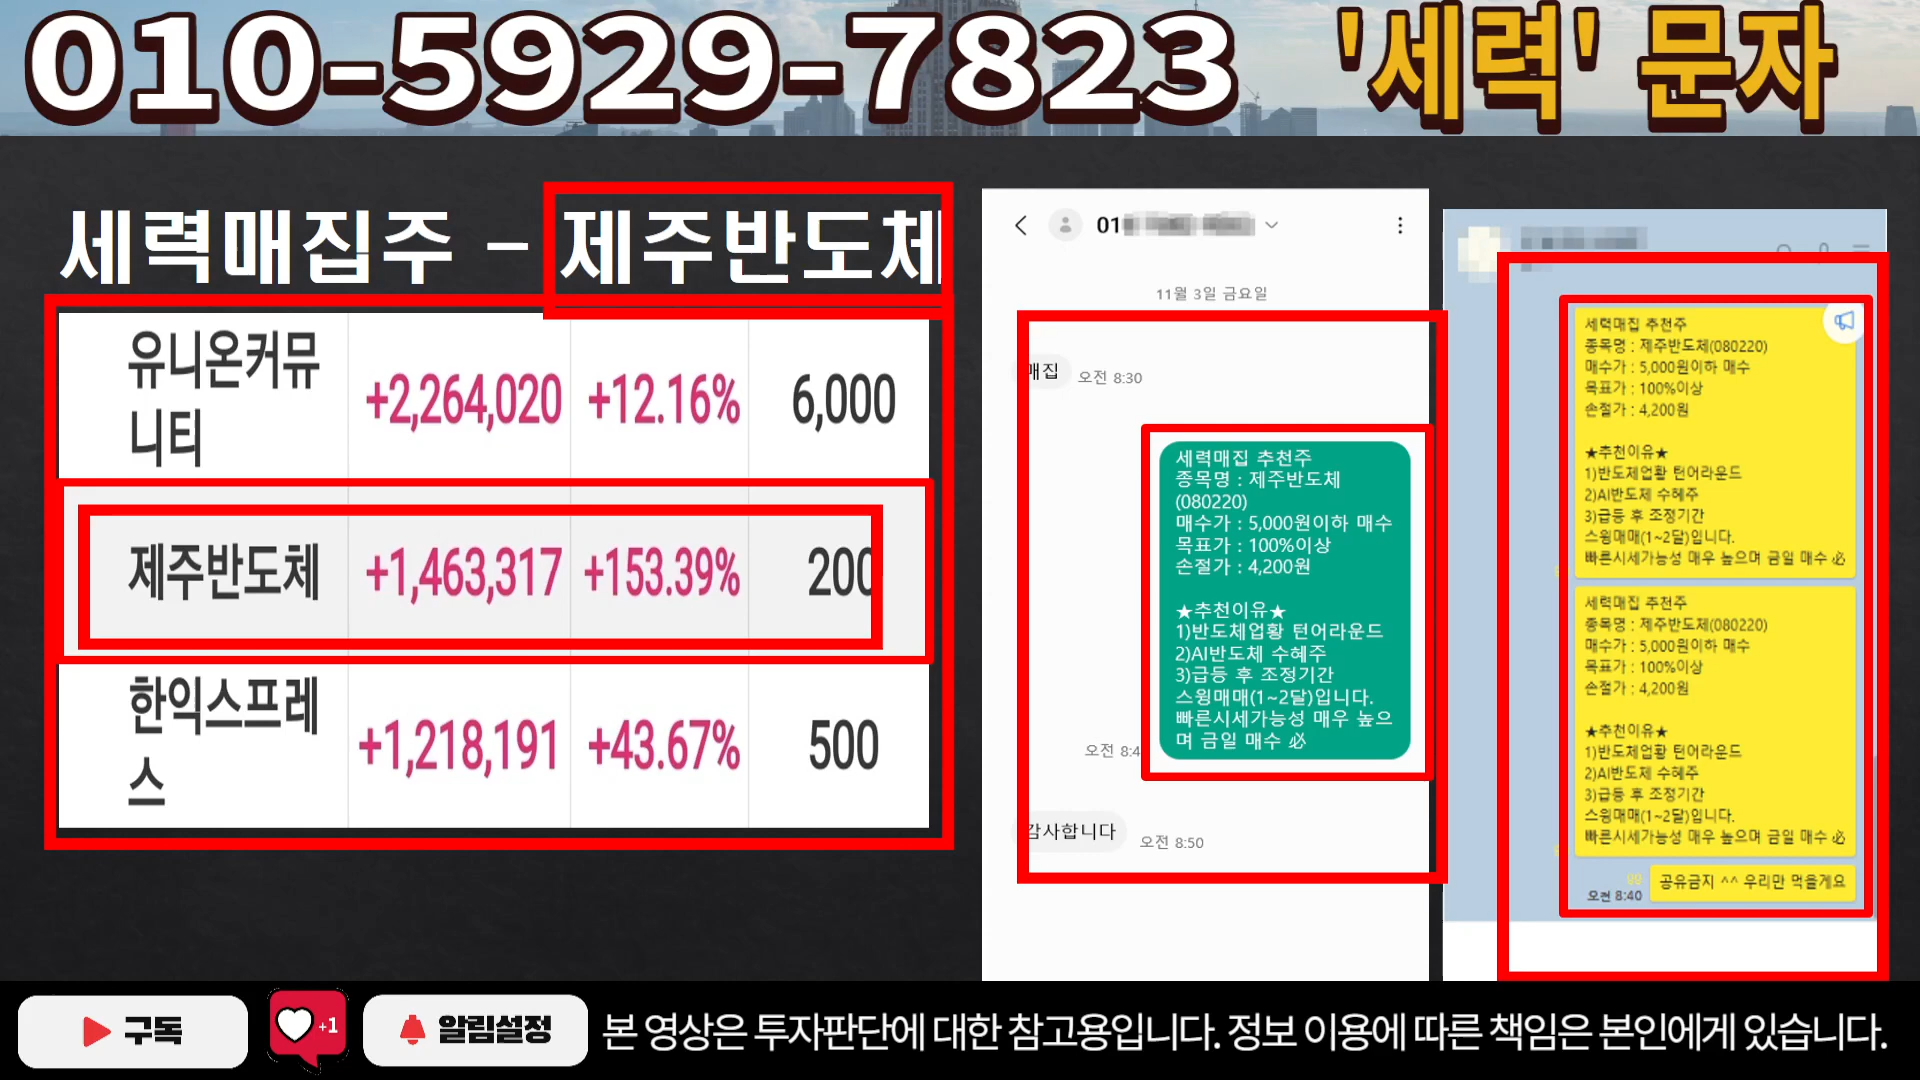 010-5929-7823 '세력' 문자
세력매집주 - 제주반도체
유니온커뮤
니티
+2,264,020 +12.16% 6,000
제주반도체 +1,463,317 +153.39% 200
한익스프레
스
+1,218,191 +43.67% 500
01
11월 3일 금요일
매집 오전 8:30
세력매집 추천주
종목명 : 제주반도체
(080220)
매수가 : 5,000원이하 매수
목표가 : 100%이상
손절가 : 4,200원
★추천이유★
1)반도체업황 턴어라운드
2)AI반도체 수혜주
3)급등 후 조정기간
스윙매매(1~2달)입니다.
빠른시세가능성 매우 높으
며 금일 매수 必
오전 8:4
감사합니다 오전 8:50
세력매집 추천주
종목명 : 제주반도체(080220)
매수가 : 5,000원이하 매수
목표가 : 100%이상
손절가 : 4,200원
★추천이유★
1)반도체업황 턴어라운드
2)AI반도체 수혜주
3)급등 후 조정기간
스윙매매(1~2달)입니다.
빠른시세가능성 매우 높으며 금일 매수 必
세력매집 추천주
종목명 : 제주반도체(080220)
매수가 : 5,000원이하 매수
목표가 : 100%이상
손절가 : 4,200원
★추천이유★
1)반도체업황 턴어라운드
2)AI반도체 수혜주
3)급등 후 조정기간
스윙매매(1~2달)입니다.
빠른시세가능성 매우 높으며 금일 매수 必
오전 8:40 공유금지 ^^ 우리만 먹을게요
구독 +1 알림설정 본 영상은 투자판단에 대한 참고용입니다. 정보 이용에 따른 책임은 본인에게 있습니다.